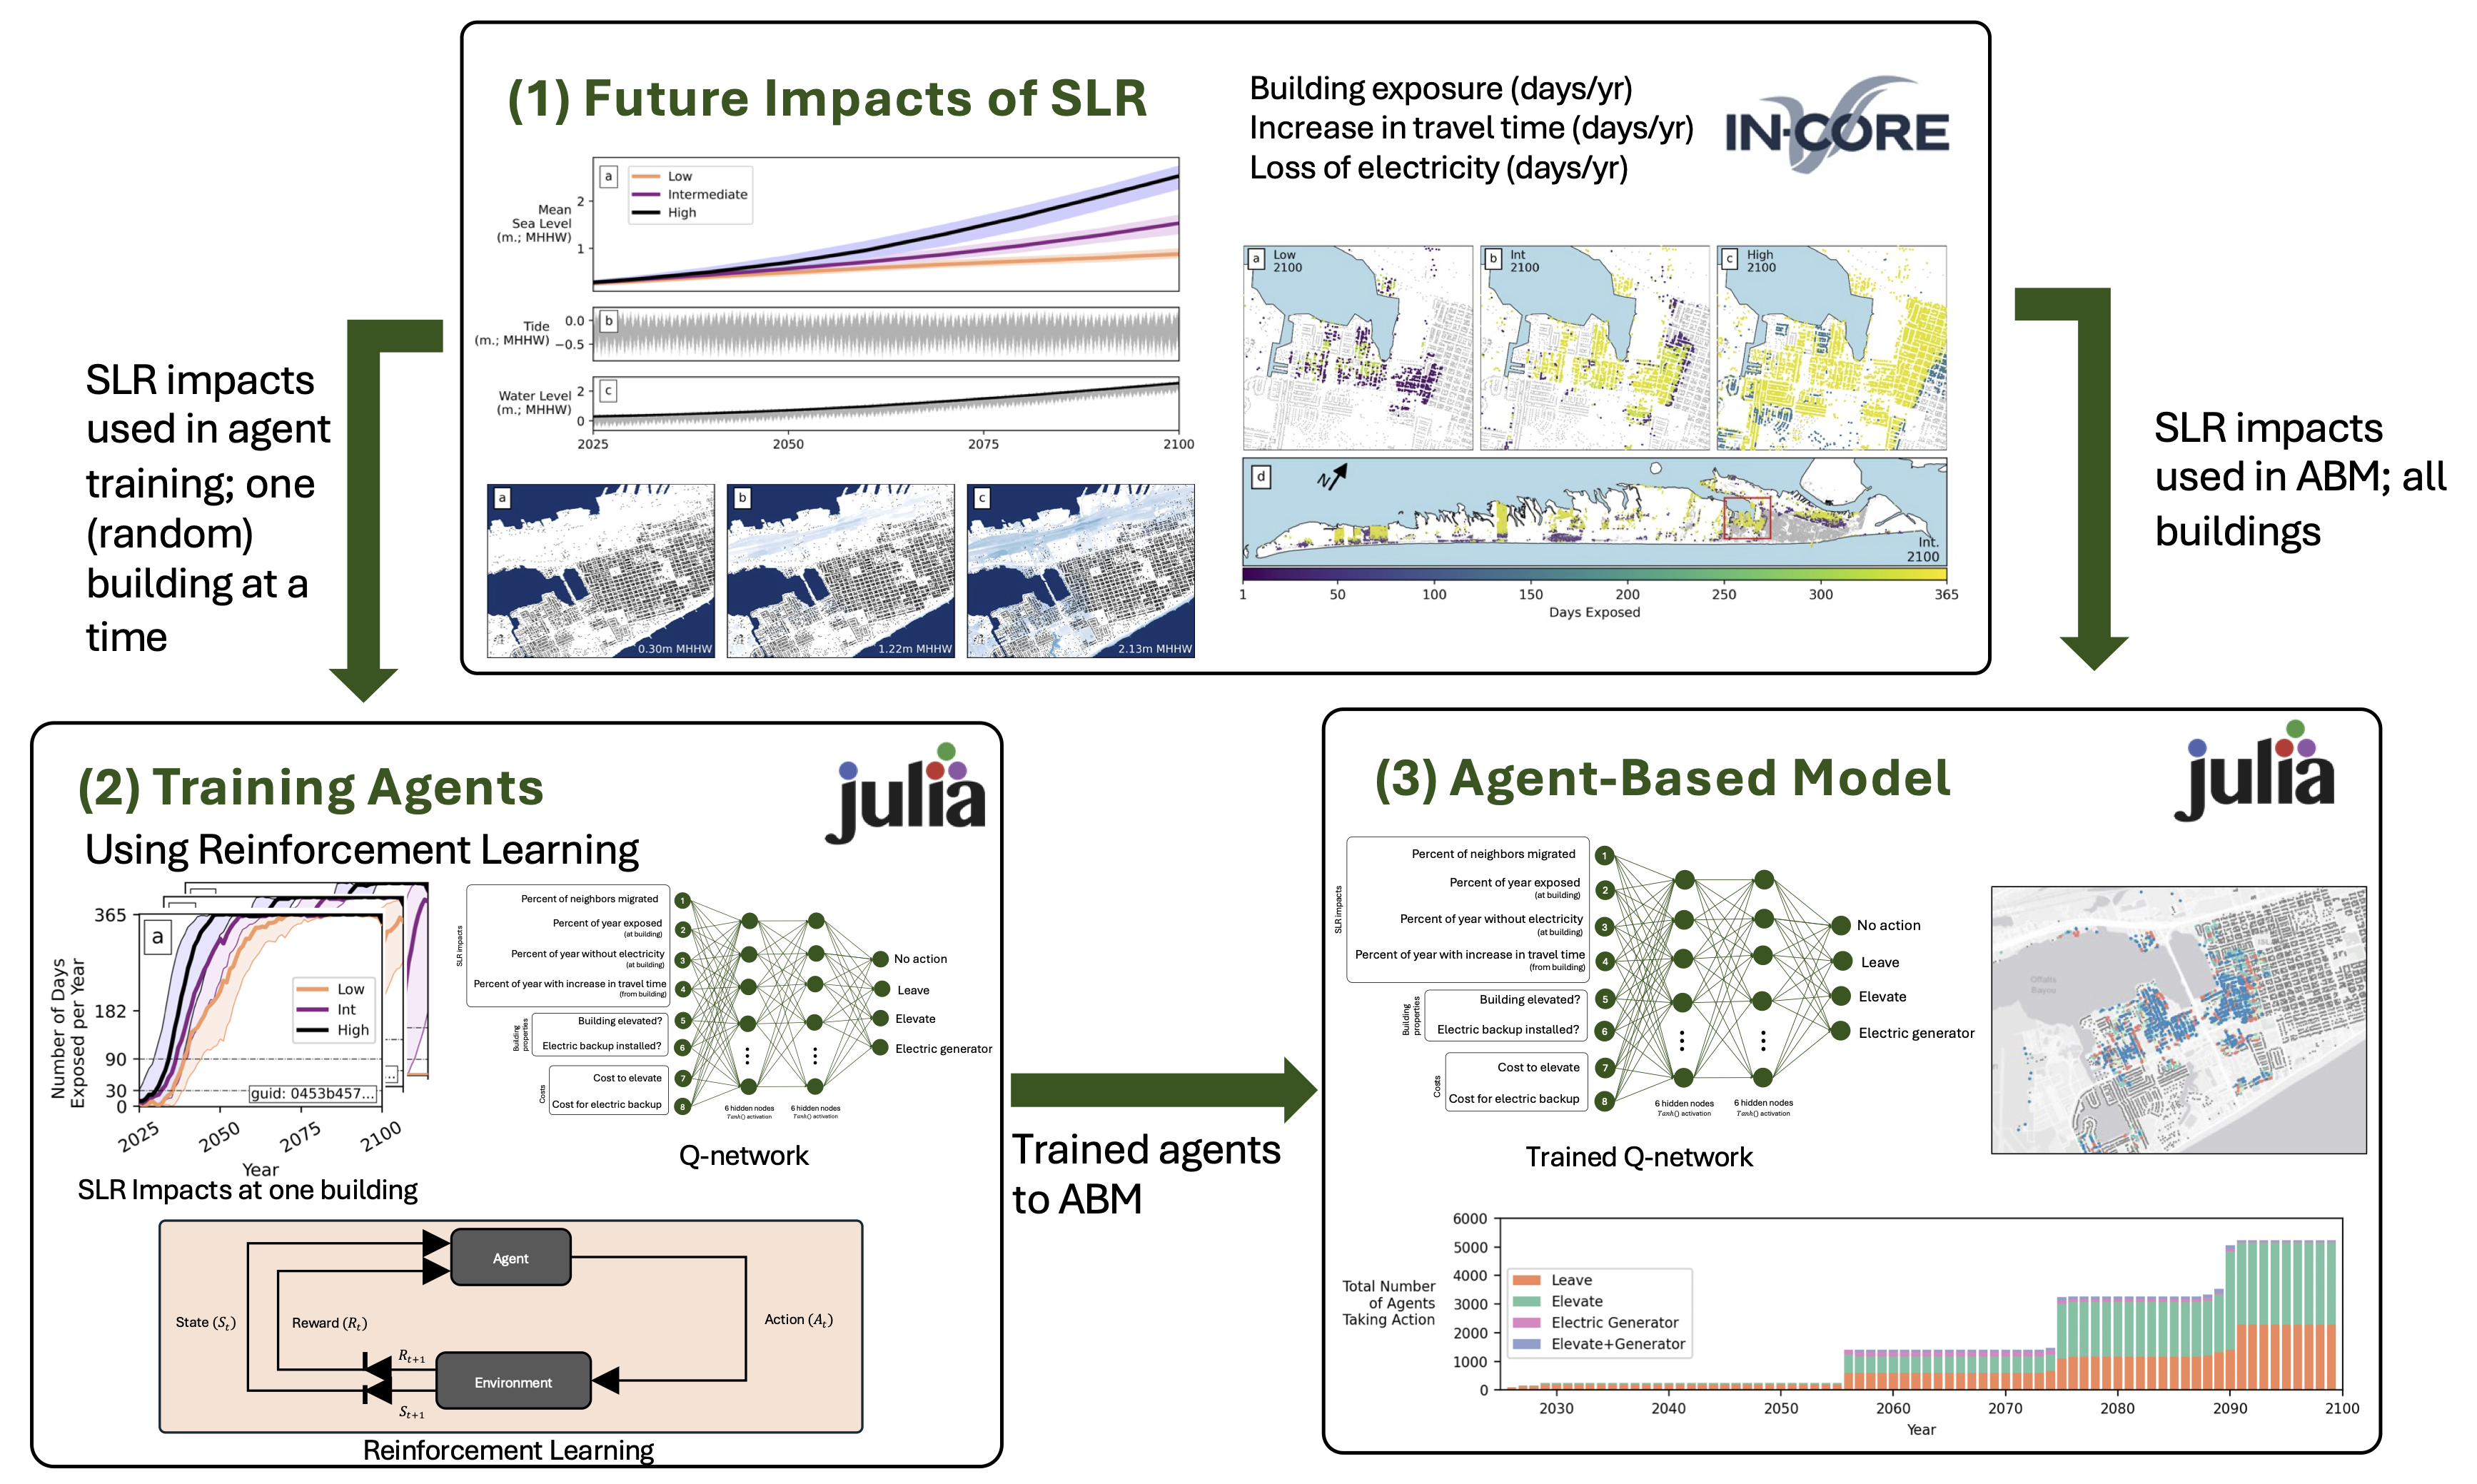 (1) Future Impacts of SLR
Building exposure (days/yr)
Increase in travel time (days/yr)
Loss of electricity (days/yr)
IN-CORE
a
Low
Intermediate
High
Mean
Sea Level
(m.; MHHW)
2
1
Tide
(m.; MHHW)
0.0
−0.5
b
Water Level
(m.; MHHW)
2
0
c
2025
2050
2075
2100
a
0.30m MHHW
b
1.22m MHHW
c
2.13m MHHW
a
Low
2100
b
Int
2100
c
High
2100
d
N
Int.
2100
1
50
100
150
200
250
300
365
Days Exposed
SLR impacts
used in agent
training; one
(random)
building at a
time
SLR impacts
used in ABM; all
buildings
(2) Training Agents
Using Reinforcement Learning
julia
365
182
90
30
0
Number of Days
Exposed per Year
a
Low
Int
High
guid: 0453b457...
2025
2050
2075
2100
Year
SLR Impacts at one building
SLR impacts
Percent of neighbors migrated
Percent of year exposed
(at building)
Percent of year without electricity
(at building)
Percent of year with increase in travel time
(from building)
Building
properties
Building elevated?
Electric backup installed?
Costs
Cost to elevate
Cost for electric backup
1
2
3
4
5
6
7
8
6 hidden nodes
Tanh() activation
6 hidden nodes
Tanh() activation
No action
Leave
Elevate
Electric generator
Q-network
Agent
State (Sₜ)
Reward (Rₜ)
Action (Aₜ)
Rₜ₊₁
Environment
Sₜ₊₁
Reinforcement Learning
Trained agents
to ABM
(3) Agent-Based Model
julia
SLR impacts
Percent of neighbors migrated
Percent of year exposed
(at building)
Percent of year without electricity
(at building)
Percent of year with increase in travel time
(from building)
Building
properties
Building elevated?
Electric backup installed?
Costs
Cost to elevate
Cost for electric backup
1
2
3
4
5
6
7
8
6 hidden nodes
Tanh() activation
6 hidden nodes
Tanh() activation
No action
Leave
Elevate
Electric generator
Trained Q-network
Offatts
Bayou
Total Number
of Agents
Taking Action
6000
5000
4000
3000
2000
1000
0
Leave
Elevate
Electric Generator
Elevate+Generator
2030
2040
2050
2060
2070
2080
2090
2100
Year